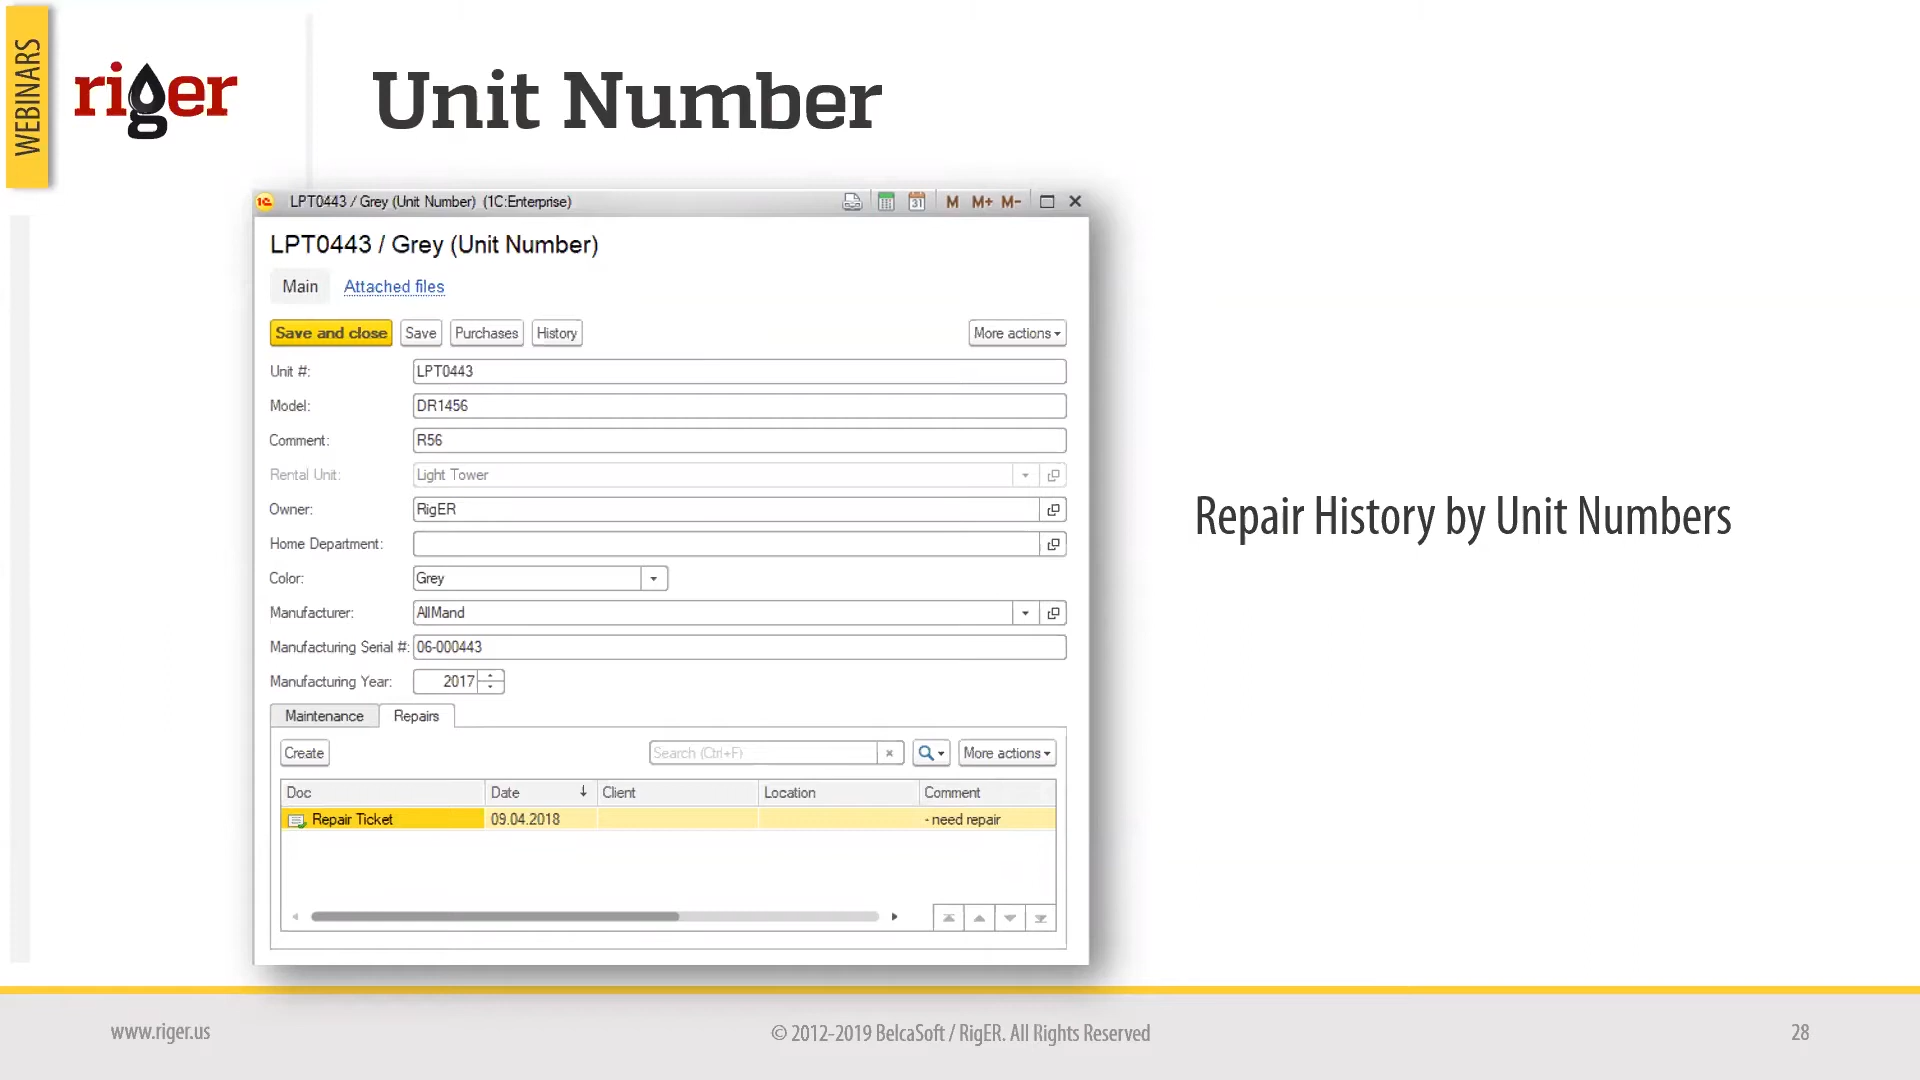 WEBINARS
riger
Unit Number
LPT0443 / Grey (Unit Number) (1C:Enterprise)
31 M M+ M-
LPT0443 / Grey (Unit Number)
Main Attached files
Save and close Save Purchases History More actions
Unit #: LPT0443
Model: DR1456
Comment: R56
Rental Unit: Light Tower
Owner: RigER
Home Department:
Color: Grey
Manufacturer: AllMand
Manufacturing Serial #: 06-000443
Manufacturing Year: 2017
Maintenance Repairs
Create Search (Ctrl+F) × More actions
Doc Date Client Location Comment
Repair Ticket 09.04.2018 - need repair
Repair History by Unit Numbers
www.riger.us © 2012-2019 BelcaSoft / RigER. All Rights Reserved 28